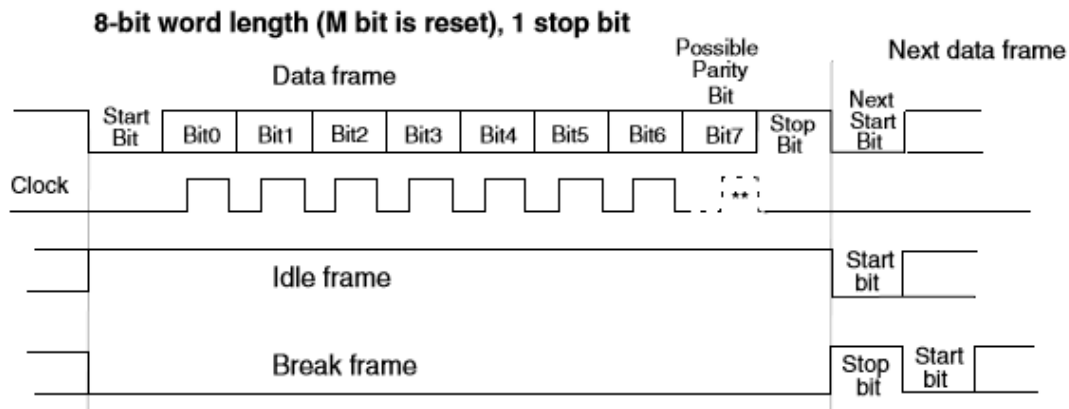 8-bit word length (M bit is reset), 1 stop bit
Possible
Parity
Bit
Next data frame
Data frame
Start
Bit
Bit0
Bit1
Bit2
Bit3
Bit4
Bit5
Bit6
Bit7
Stop
Bit
Next
Start
Bit
Clock
**
Idle frame
Start
bit
Break frame
Stop
bit
Start
bit